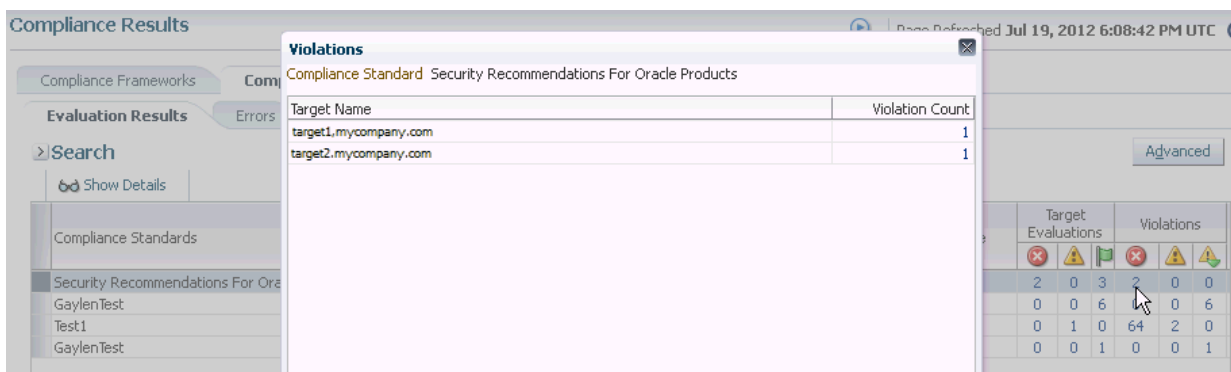 Compliance Results
Page Refreshed Jul 19, 2012 6:08:42 PM UTC
Violations
Compliance Standard Security Recommendations For Oracle Products
Compliance Frameworks
Comp
Target Name Violation Count
Evaluation Results Errors
target1,mycompany.com 1
target2.mycompany.com 1
Search
Advanced
Show Details
Target Evaluations Violations
Compliance Standards
Security Recommendations For Ora 2 0 3 2 0 0
GaylenTest 0 0 6 0 0 6
Test1 0 1 0 64 2 0
GaylenTest 0 0 1 0 0 1